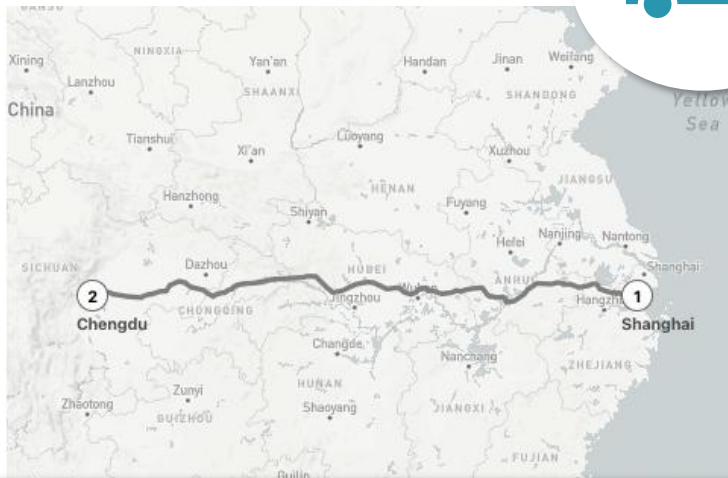 GANSU
NINGXIA
Xining
Yan'an
Handan
Jinan
Weifang
Lanzhou
SHAANXI
SHANDONG
China
Yellow
Sea
Tianshui
Luoyang
Xuzhou
Xi'an
JIANGSU
Hanzhong
HENAN
Fuyang
Shiyan
Hefei
Nanjing
Nantong
SICHUAN
Dazhou
HUBEI
Shanghai
ANHUI
Wuhan
2
1
Jingzhou
Hangzhou
CHONGQING
Chengdu
Shanghai
Changde
Nanchang
ZHEJIANG
HUNAN
Zunyi
Zhaotong
GUIZHOU
Shaoyang
JIANGXI
FUJIAN
Guilin